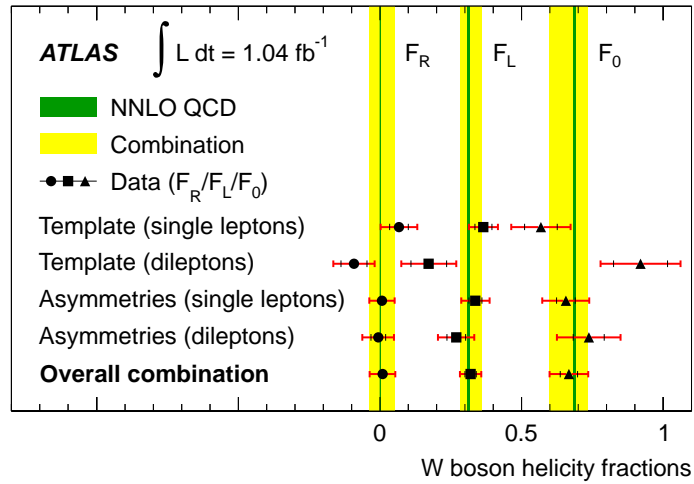 ATLAS ∫ L dt = 1.04 fb⁻¹ F_R F_L F_0
NNLO QCD
Combination
Data (F_R/F_L/F_0)
Template (single leptons)
Template (dileptons)
Asymmetries (single leptons)
Asymmetries (dileptons)
Overall combination
0 0.5 1
W boson helicity fractions